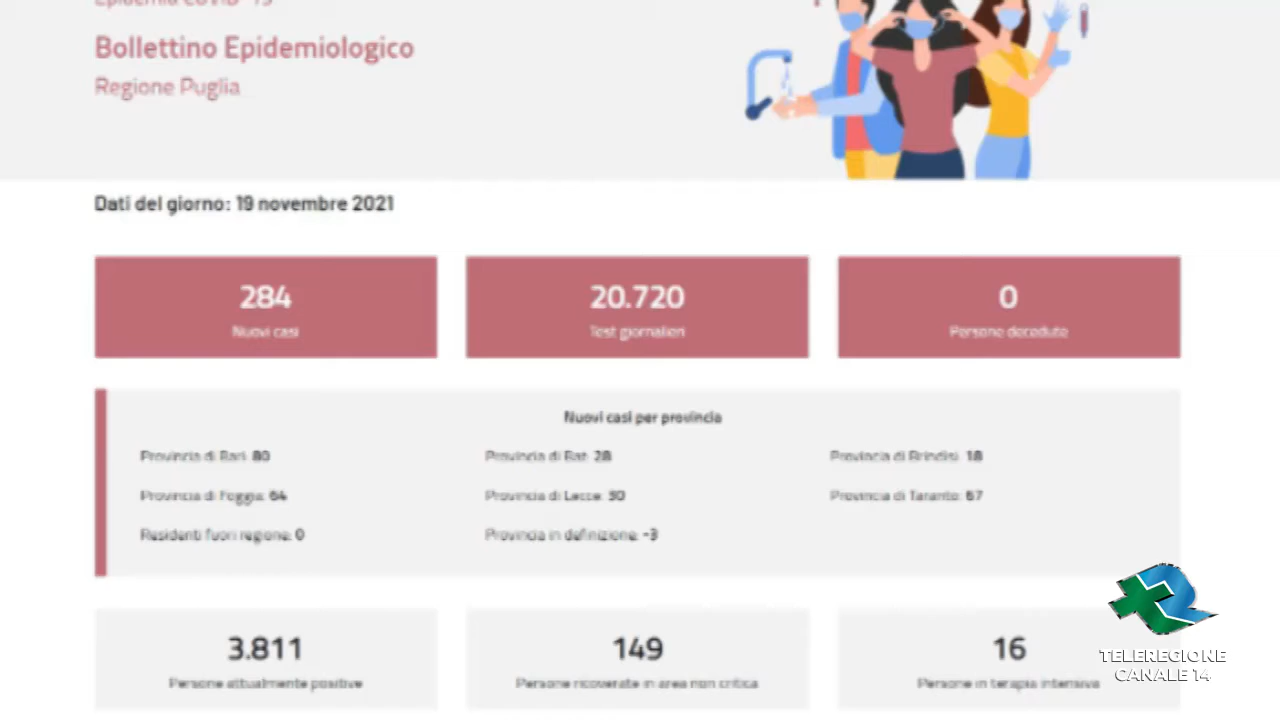 Epidemia COVID-19
Bollettino Epidemiologico
Regione Puglia
Dati del giorno: 19 novembre 2021
284
Nuovi casi
20.720
Test giornalieri
0
Persone decedute
Nuovi casi per provincia
Provincia di Bari: 80
Provincia di Bat: 28
Provincia di Brindisi: 18
Provincia di Foggia: 64
Provincia di Lecce: 30
Provincia di Taranto: 67
Residenti fuori regione: 0
Provincia in definizione: -3
3.811
Persone attualmente positive
149
Persone ricoverate in area non critica
16
Persone in terapia intensiva
TELEREGIONE
CANALE 14